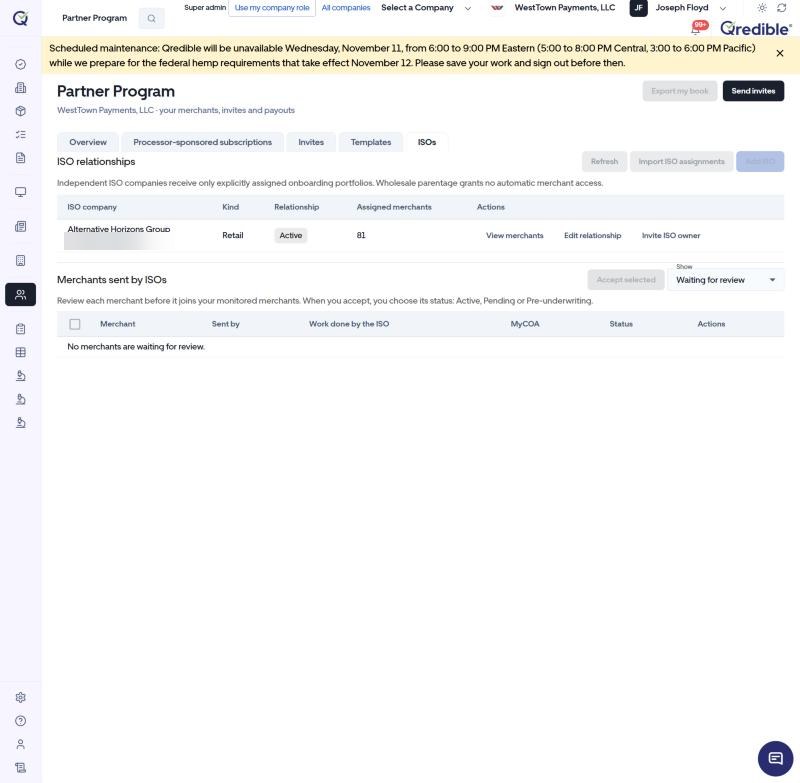 Super admin
Use my company role
All companies
Select a Company
WestTown Payments, LLC
JF
Joseph Floyd
Partner Program
99+
Qredible
Scheduled maintenance: Qredible will be unavailable Wednesday, November 11, from 6:00 to 9:00 PM Eastern (5:00 to 8:00 PM Central, 3:00 to 6:00 PM Pacific)
while we prepare for the federal hemp requirements that take effect November 12. Please save your work and sign out before then.
Partner Program
Export my book
Send invites
WestTown Payments, LLC · your merchants, invites and payouts
Overview
Processor-sponsored subscriptions
Invites
Templates
ISOs
ISO relationships
Refresh
Import ISO assignments
Add ISO
Independent ISO companies receive only explicitly assigned onboarding portfolios. Wholesale parentage grants no automatic merchant access.
ISO company
Kind
Relationship
Assigned merchants
Actions
Alternative Horizons Group
Retail
Active
81
View merchants
Edit relationship
Invite ISO owner
Merchants sent by ISOs
Accept selected
Show
Waiting for review
Review each merchant before it joins your monitored merchants. When you accept, you choose its status: Active, Pending or Pre-underwriting.
Merchant
Sent by
Work done by the ISO
MyCOA
Status
Actions
No merchants are waiting for review.